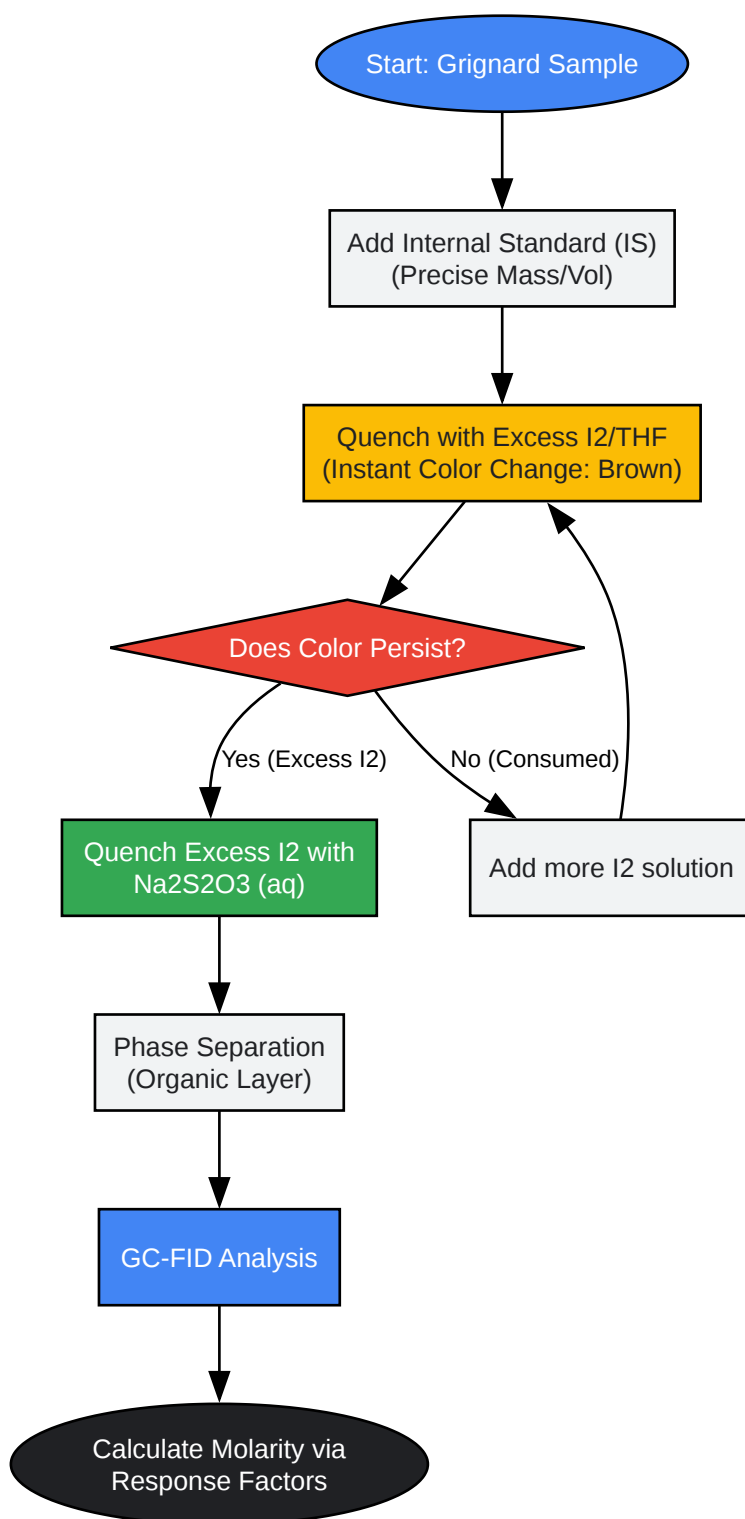 Start: Grignard Sample
Add Internal Standard (IS)
(Precise Mass/Vol)
Quench with Excess I2/THF
(Instant Color Change: Brown)
Does Color Persist?
Yes (Excess I2)
No (Consumed)
Quench Excess I2 with
Na2S2O3 (aq)
Add more I2 solution
Phase Separation
(Organic Layer)
GC-FID Analysis
Calculate Molarity via
Response Factors